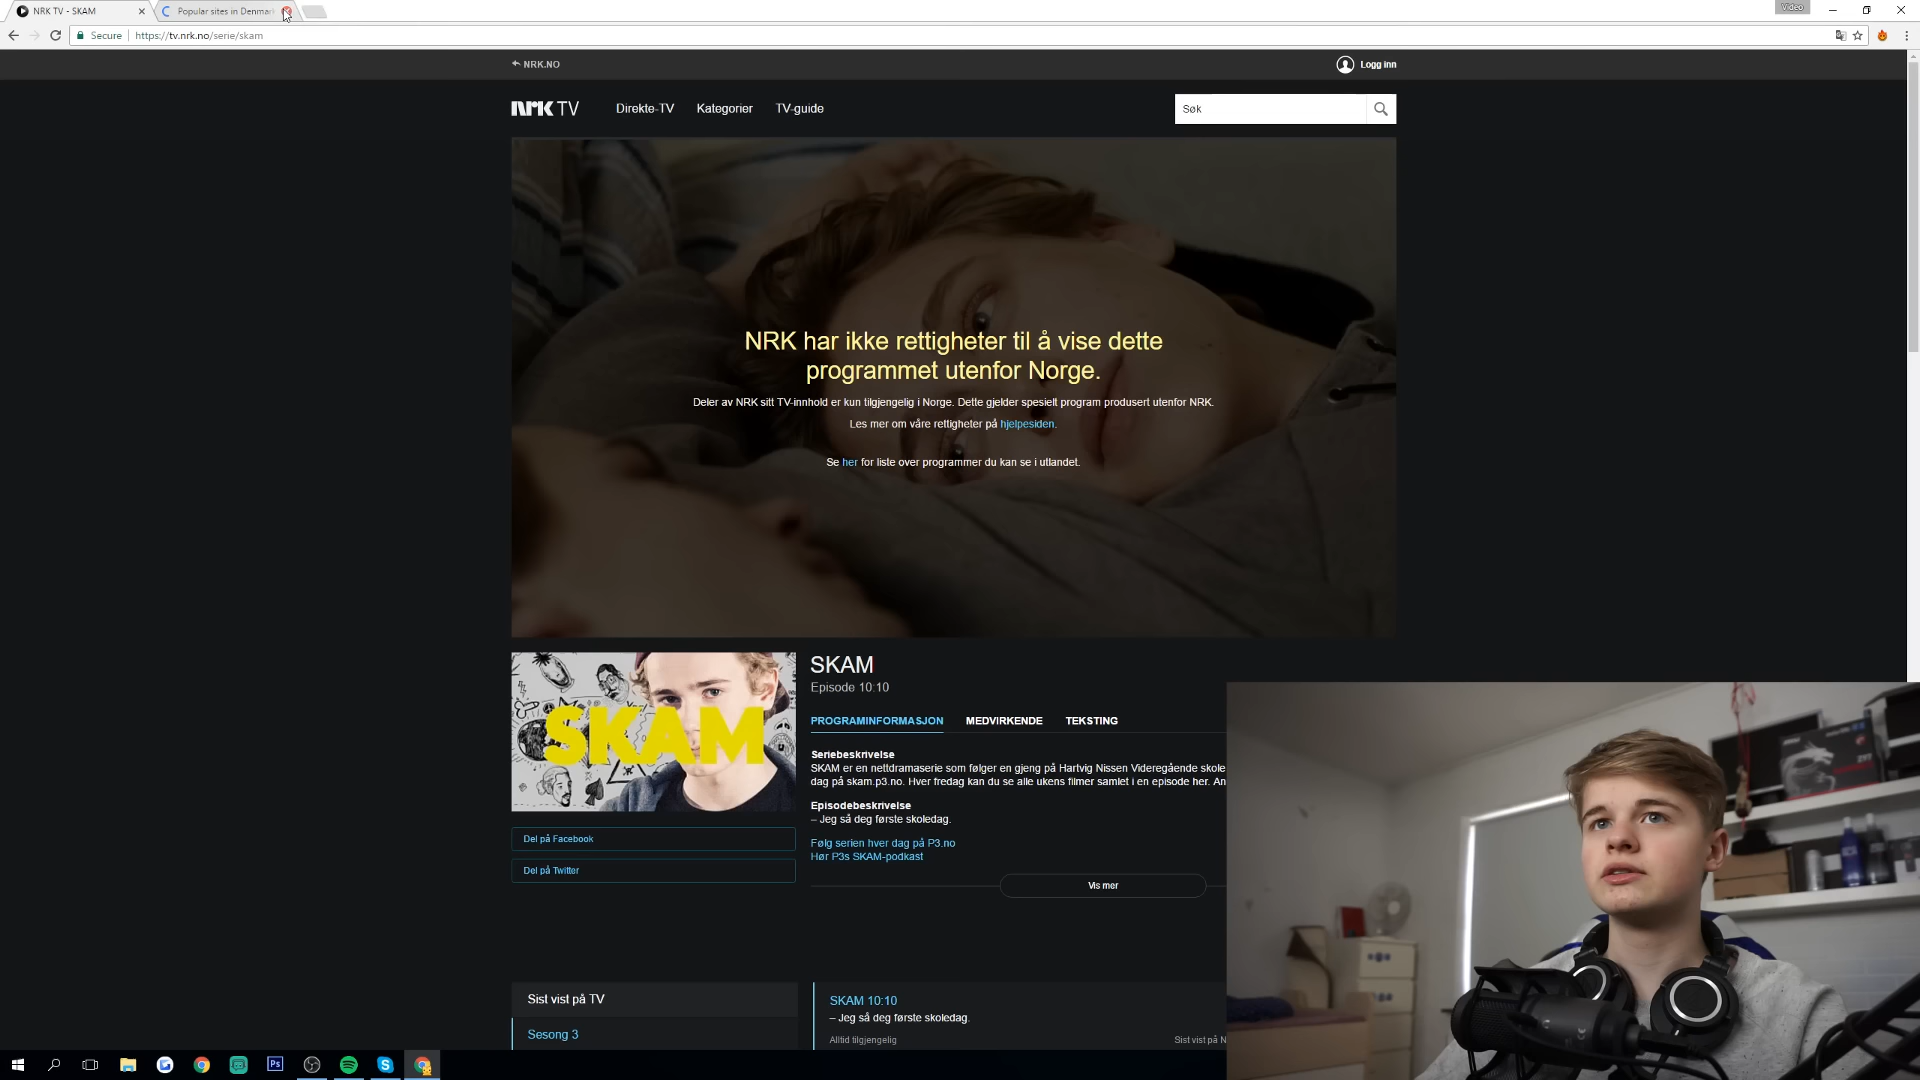 NRK TV - SKAM
Popular sites in Denmark
Video
Secure
https://tv.nrk.no/serie/skam
NRK.NO
Logg inn
NRK TV
Direkte-TV
Kategorier
TV-guide
Søk
NRK har ikke rettigheter til å vise dette
programmet utenfor Norge.
Deler av NRK sitt TV-innhold er kun tilgjengelig i Norge. Dette gjelder spesielt program produsert utenfor NRK.
Les mer om våre rettigheter på hjelpesiden.
Se her for liste over programmer du kan se i utlandet.
SKAM
SKAM
Episode 10:10
PROGRAMINFORMASJON
MEDVIRKENDE
TEKSTING
Seriebeskrivelse
SKAM er en nettdramaserie som følger en gjeng på Hartvig Nissen Videregående skole
dag på skam.p3.no. Hver fredag kan du se alle ukens filmer samlet i en episode her. An
Episodebeskrivelse
– Jeg så deg første skoledag.
Følg serien hver dag på P3.no
Hør P3s SKAM-podkast
Del på Facebook
Del på Twitter
Vis mer
Sist vist på TV
Sesong 3
SKAM 10:10
– Jeg så deg første skoledag.
Alltid tilgjengelig
Sist vist på N
Ps